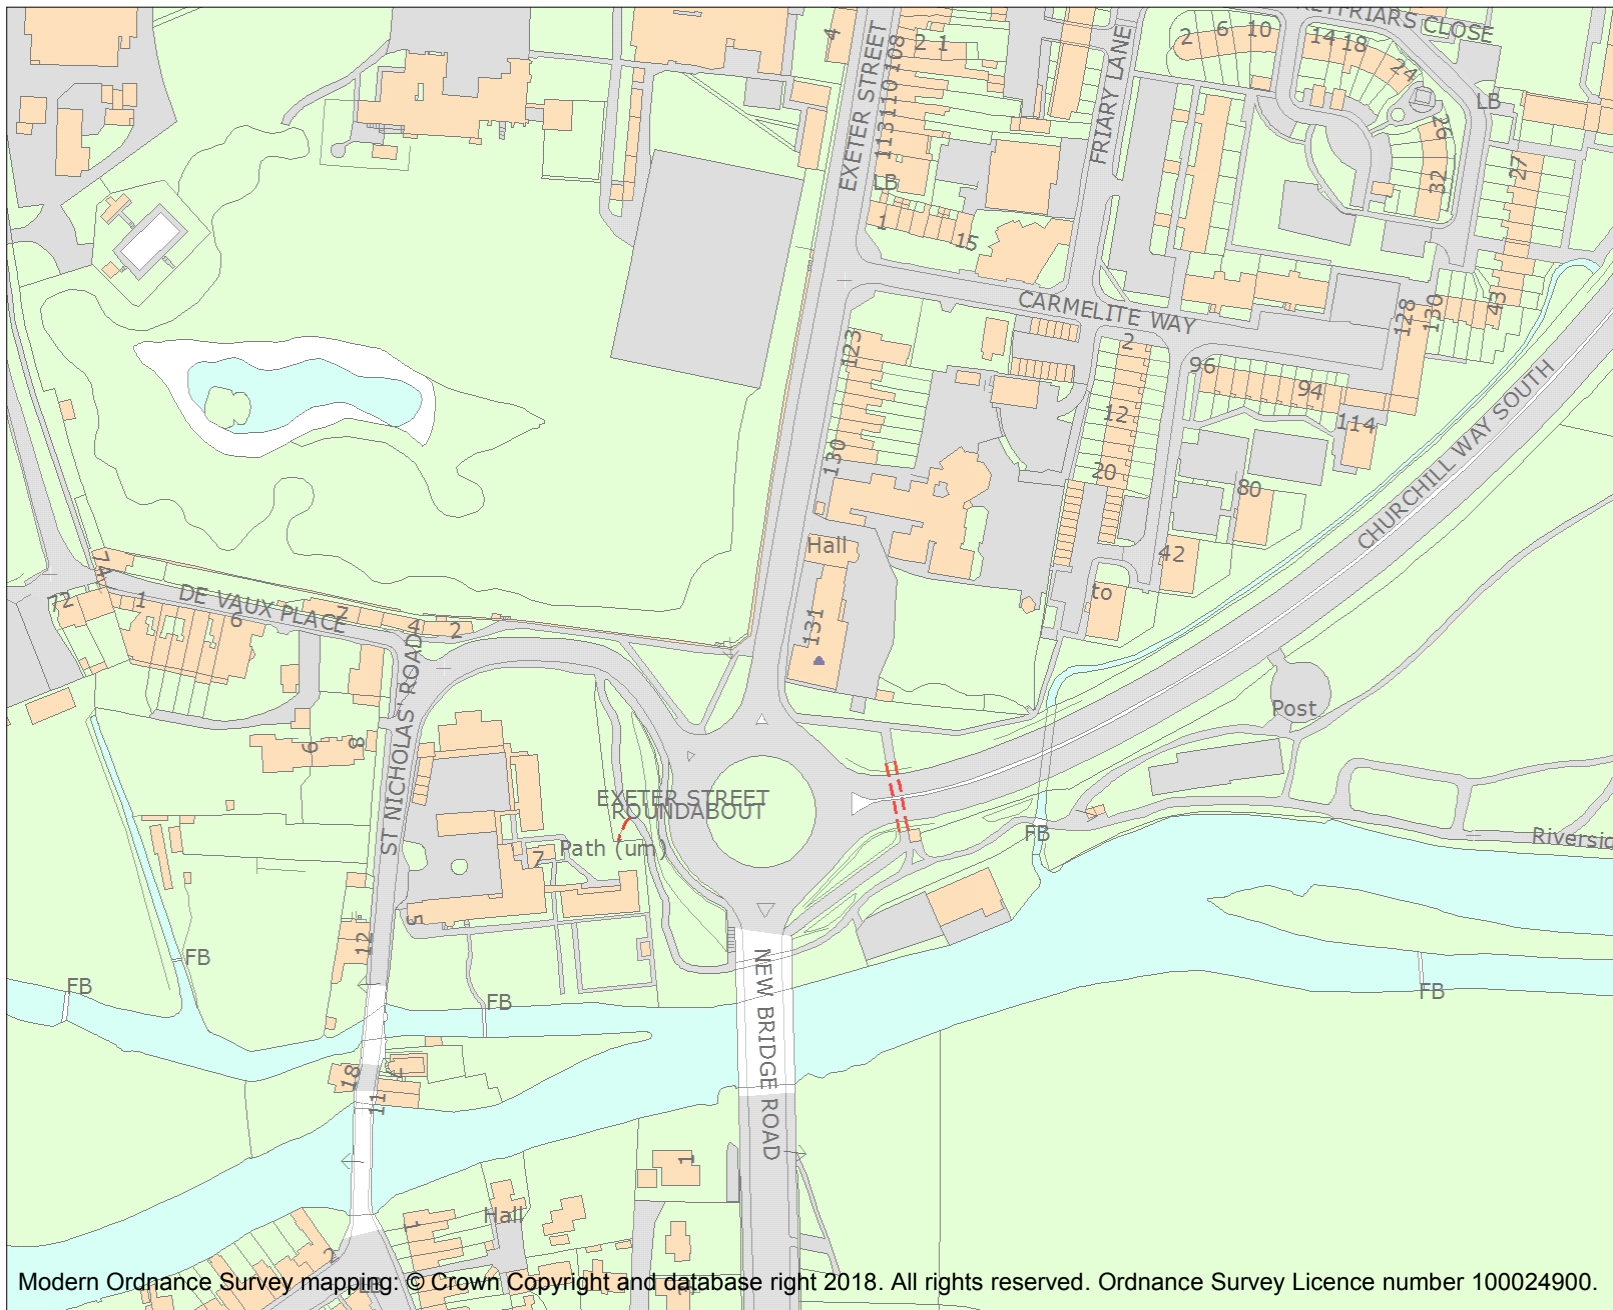 4
EXETER STREET
108
2 1
110
113
LB
1
15
FRIARY LANE
2 6 10
14 18
24
CLOSE
LB
26
32
27
43
CARMELITE WAY
128
130
123
130
2
12
20
96
94
114
80
42
to
CHURCHILL WAY SOUTH
Hall
131
72
1
DE VAUX PLACE
6
7
4
2
ST NICHOLAS' ROAD
9
8
Post
EXETER STREET
ROUNDABOUT
Path (um)
7
5
12
FB
FB
FB
FB
FB
NEW BRIDGE ROAD
18
11
1
1
Hall
2
LB
Modern Ordnance Survey mapping: © Crown Copyright and database right 2018. All rights reserved. Ordnance Survey Licence number 100024900.